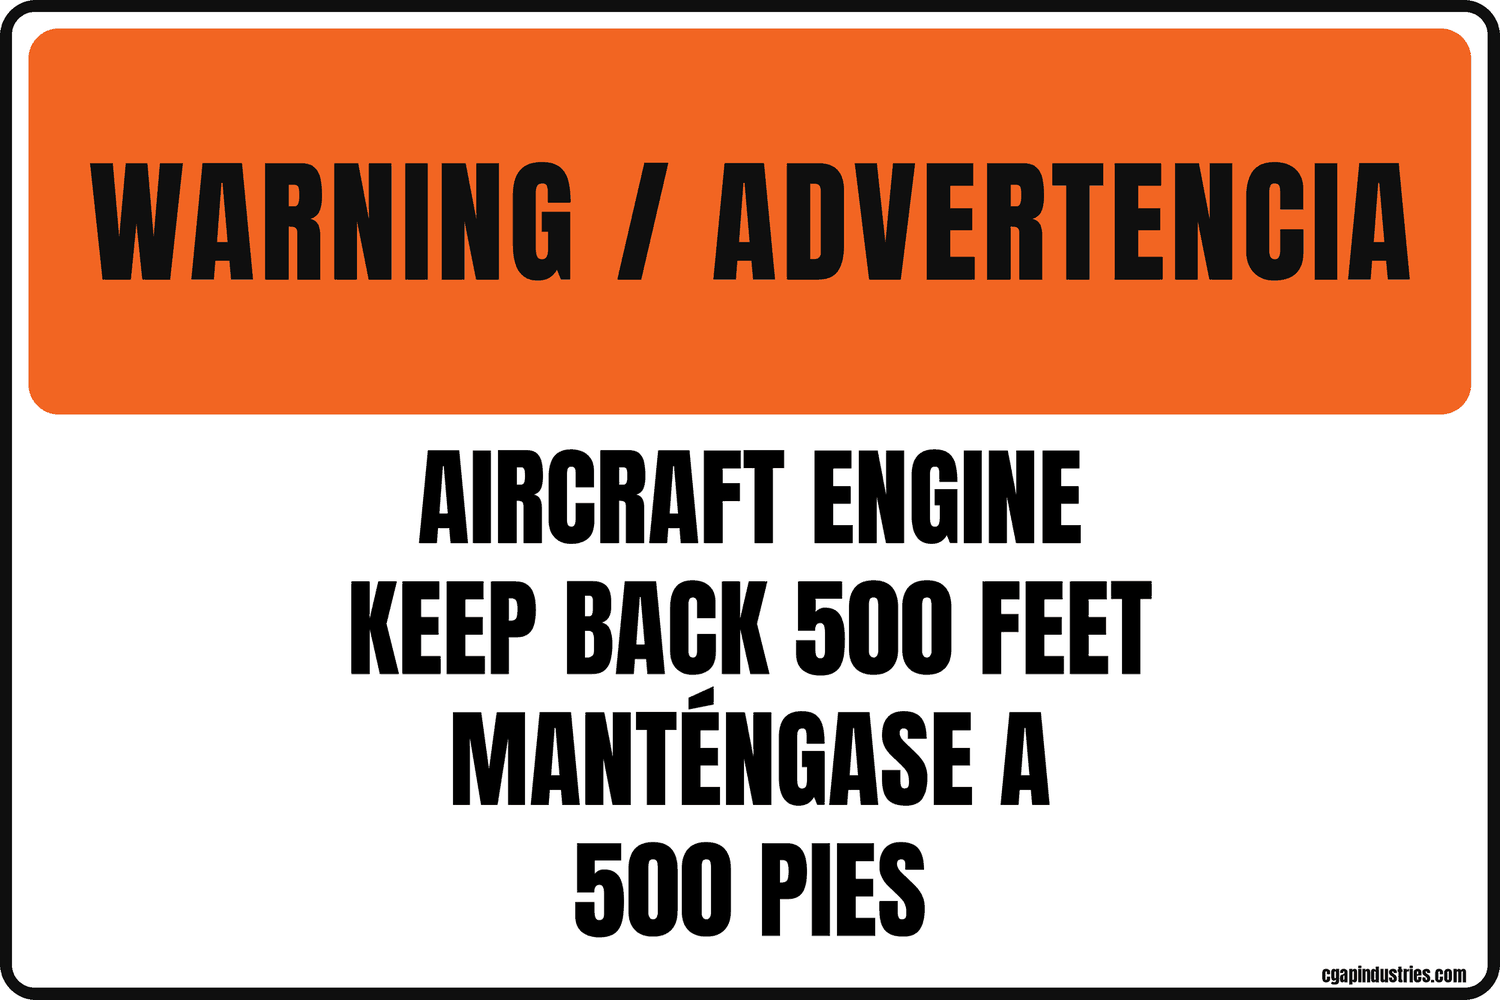 WARNING / ADVERTENCIA
AIRCRAFT ENGINE
KEEP BACK 500 FEET
MANTÉNGASE A
500 PIES
cgapindustries.com